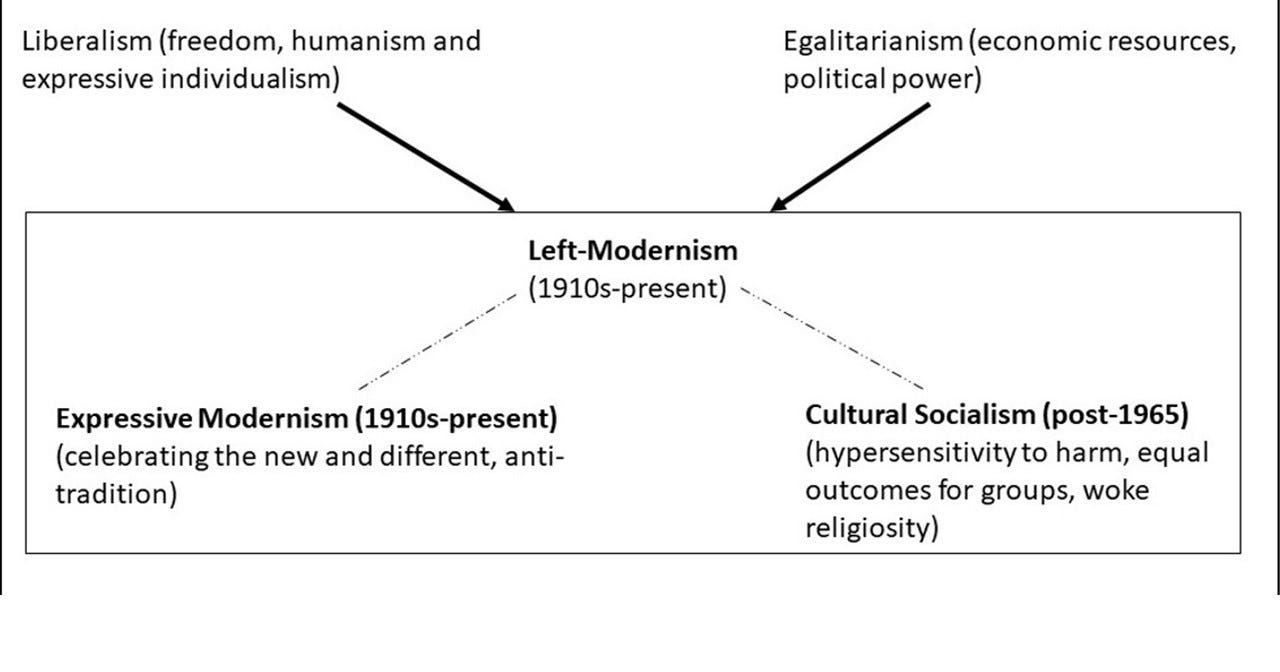 Liberalism (freedom, humanism and
expressive individualism)
Egalitarianism (economic resources,
political power)
Left-Modernism
(1910s-present)
Expressive Modernism (1910s-present)
(celebrating the new and different, anti-
tradition)
Cultural Socialism (post-1965)
(hypersensitivity to harm, equal
outcomes for groups, woke
religiosity)